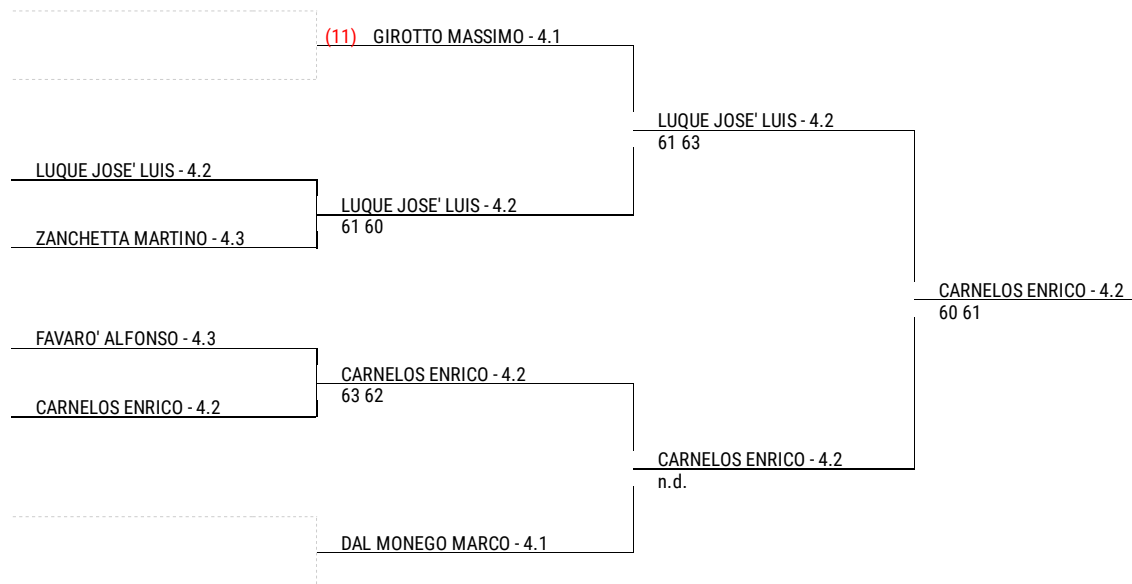 (11) GIROTTO MASSIMO - 4.1
LUQUE JOSE' LUIS - 4.2
61 63
LUQUE JOSE' LUIS - 4.2
LUQUE JOSE' LUIS - 4.2
61 60
ZANCHETTA MARTINO - 4.3
CARNELOS ENRICO - 4.2
60 61
FAVARO' ALFONSO - 4.3
CARNELOS ENRICO - 4.2
63 62
CARNELOS ENRICO - 4.2
CARNELOS ENRICO - 4.2
n.d.
DAL MONEGO MARCO - 4.1